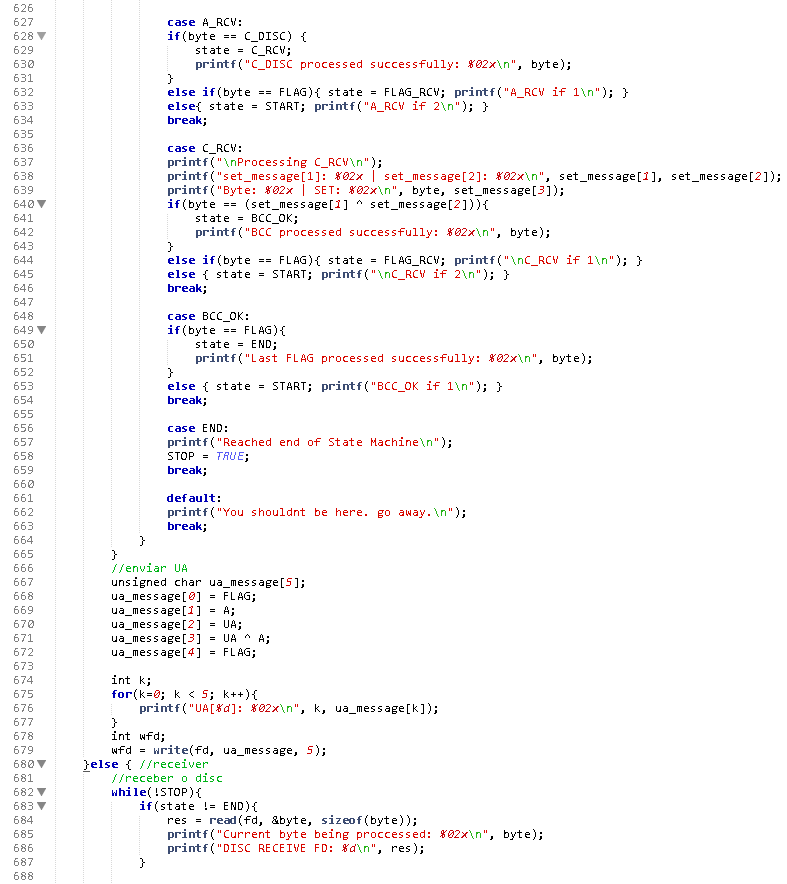 626
627 case A_RCV:
628 if(byte == C_DISC) {
629 state = C_RCV;
630 printf("C_DISC processed successfully: %02x\n", byte);
631 }
632 else if(byte == FLAG){ state = FLAG_RCV; printf("A_RCV if 1\n"); }
633 else{ state = START; printf("A_RCV if 2\n"); }
634 break;
635
636 case C_RCV:
637 printf("\nProcessing C_RCV\n");
638 printf("set_message[1]: %02x | set_message[2]: %02x\n", set_message[1], set_message[2]);
639 printf("Byte: %02x | SET: %02x\n", byte, set_message[3]);
640 if(byte == (set_message[1] ^ set_message[2])){
641 state = BCC_OK;
642 printf("BCC processed successfully: %02x\n", byte);
643 }
644 else if(byte == FLAG){ state = FLAG_RCV; printf("\nC_RCV if 1\n"); }
645 else { state = START; printf("\nC_RCV if 2\n"); }
646 break;
647
648 case BCC_OK:
649 if(byte == FLAG){
650 state = END;
651 printf("Last FLAG processed successfully: %02x\n", byte);
652 }
653 else { state = START; printf("BCC_OK if 1\n"); }
654 break;
655
656 case END:
657 printf("Reached end of State Machine\n");
658 STOP = TRUE;
659 break;
660
661 default:
662 printf("You shouldnt be here. go away.\n");
663 break;
664 }
665 }
666 //enviar UA
667 unsigned char ua_message[5];
668 ua_message[0] = FLAG;
669 ua_message[1] = A;
670 ua_message[2] = UA;
671 ua_message[3] = UA ^ A;
672 ua_message[4] = FLAG;
673
674 int k;
675 for(k=0; k < 5; k++){
676 printf("UA[%d]: %02x\n", k, ua_message[k]);
677 }
678 int wfd;
679 wfd = write(fd, ua_message, 5);
680 }else { //receiver
681 //receber o disc
682 while(!STOP){
683 if(state != END){
684 res = read(fd, &byte, sizeof(byte));
685 printf("Current byte being proccessed: %02x\n", byte);
686 printf("DISC RECEIVE FD: %d\n", res);
687 }
688